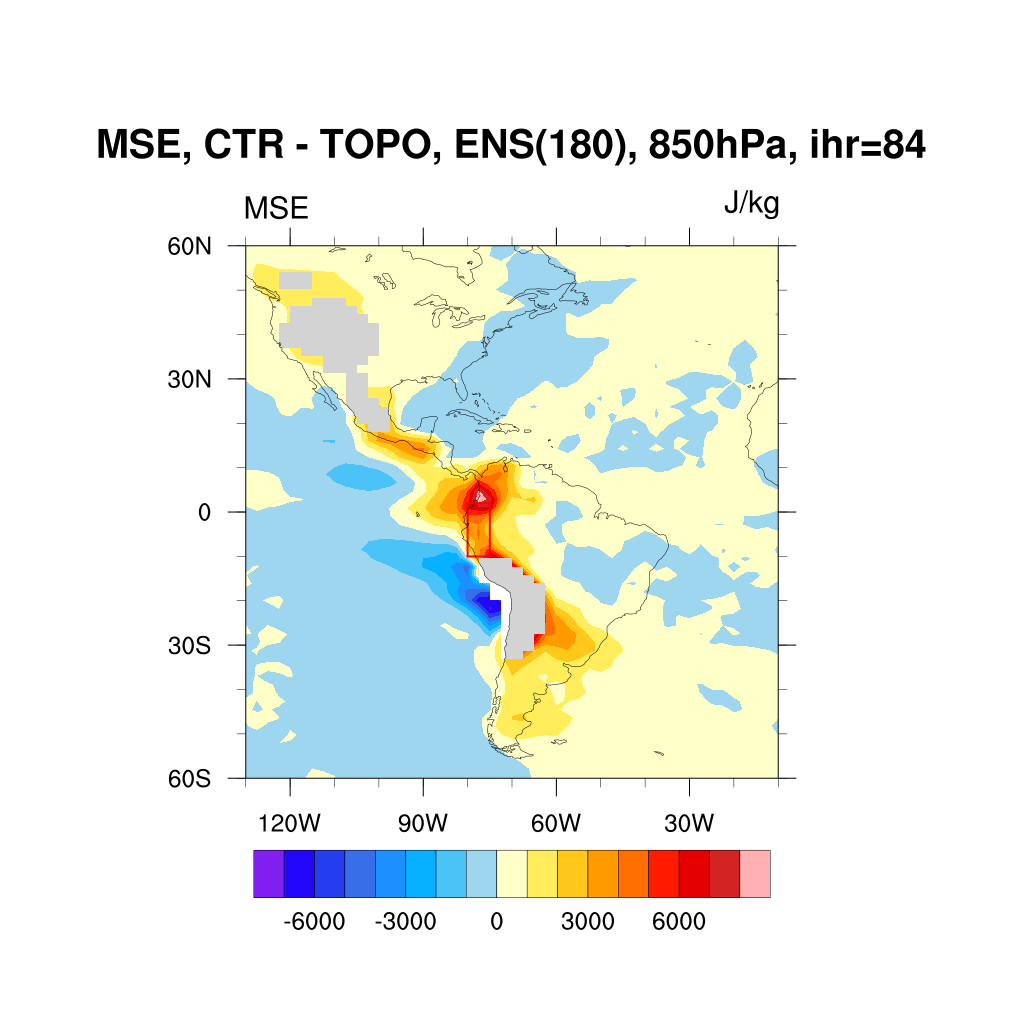 MSE, CTR - TOPO, ENS(180), 850hPa, ihr=84
MSE J/kg
60N
30N
0
30S
60S
120W 90W 60W 30W
-6000 -3000 0 3000 6000